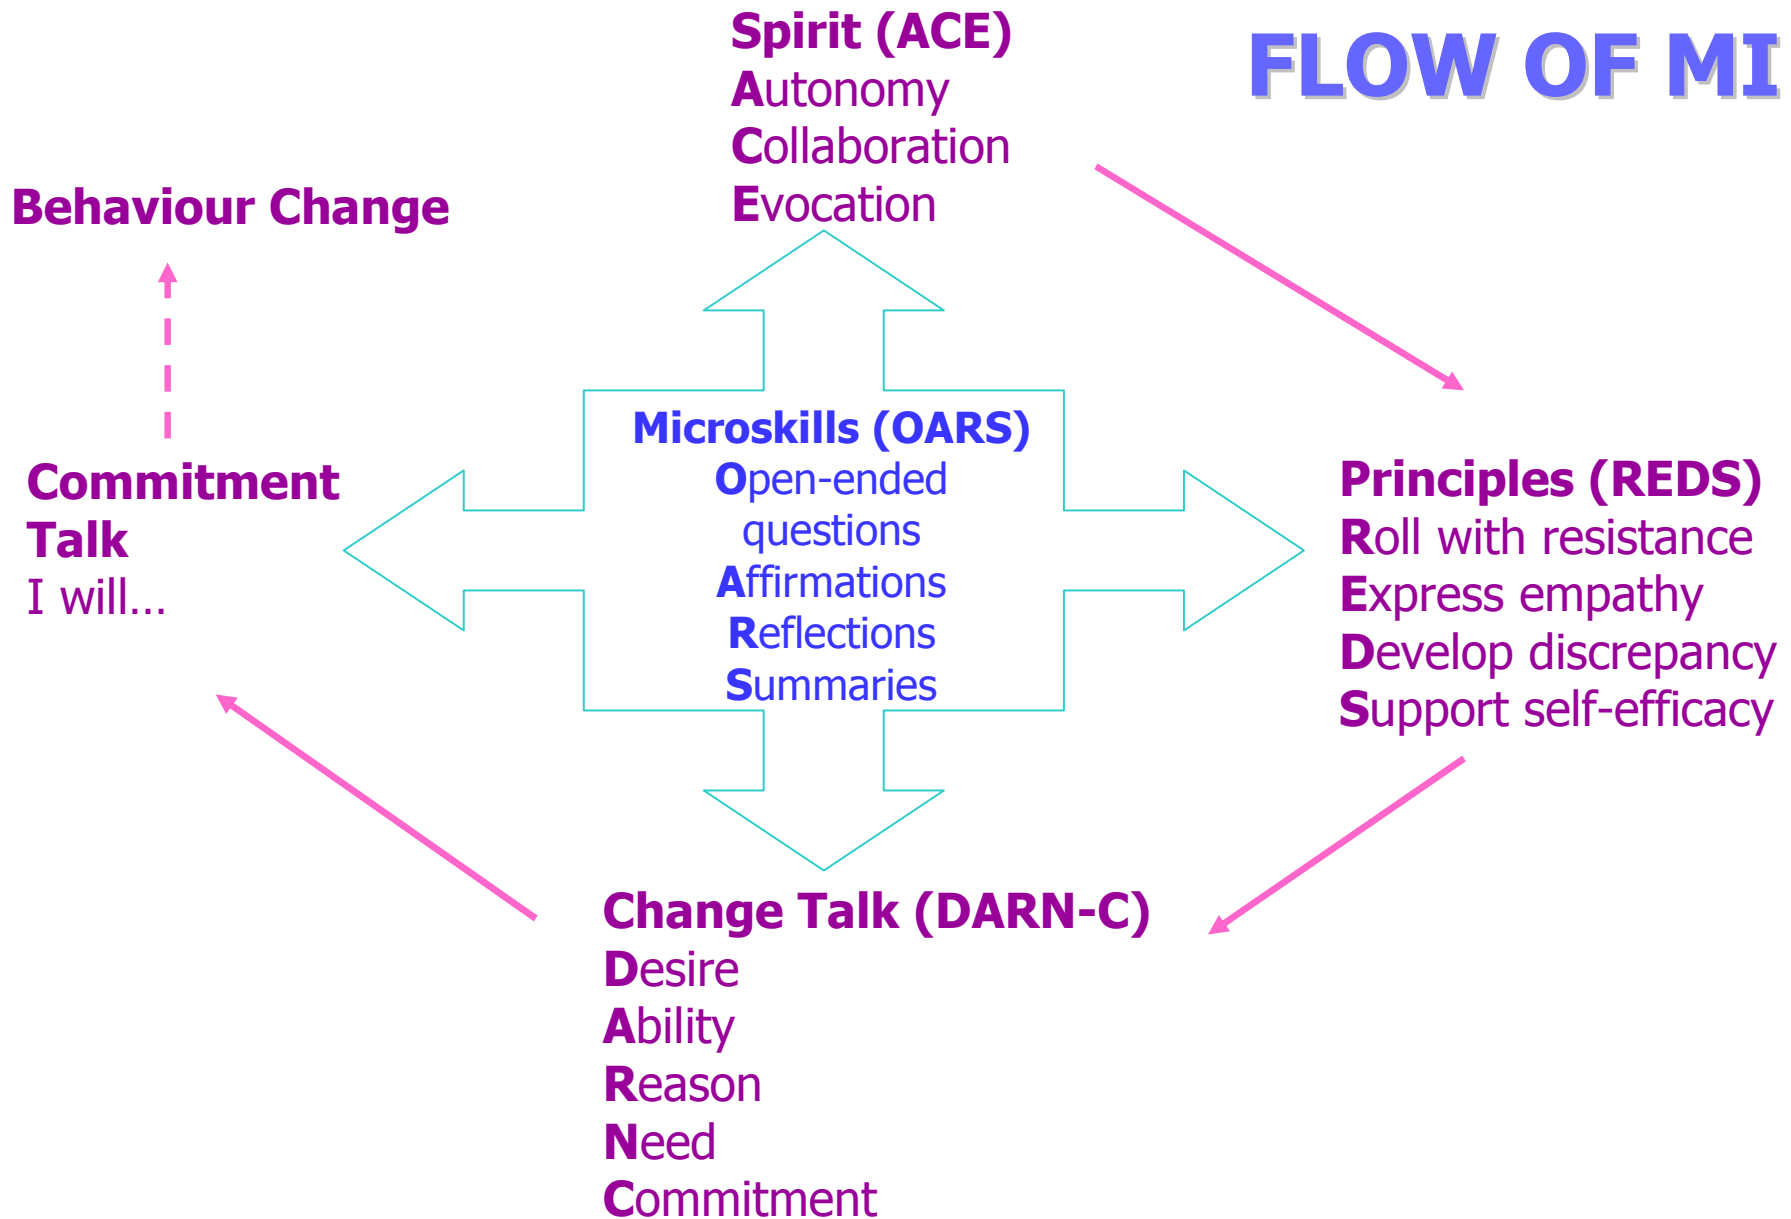 FLOW OF MI
Spirit (ACE)
Autonomy
Collaboration
Evocation
Behaviour Change
Microskills (OARS)
Open-ended
questions
Affirmations
Reflections
Summaries
Commitment
Talk
I will...
Principles (REDS)
Roll with resistance
Express empathy
Develop discrepancy
Support self-efficacy
Change Talk (DARN-C)
Desire
Ability
Reason
Need
Commitment